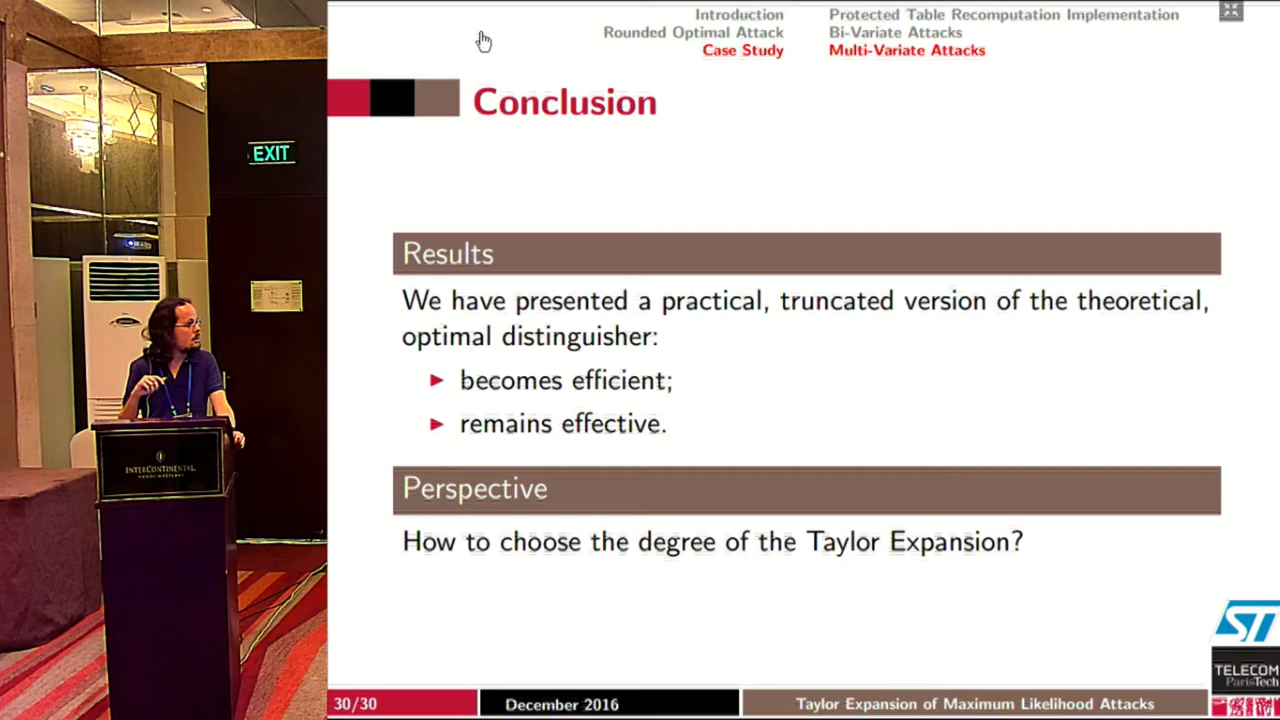 EXIT
INTERCONTINENTAL
Introduction
Rounded Optimal Attack
Case Study
Protected Table Recomputation Implementation
Bi-Variate Attacks
Multi-Variate Attacks
Conclusion
Results
We have presented a practical, truncated version of the theoretical,
optimal distinguisher:
becomes efficient;
remains effective.
Perspective
How to choose the degree of the Taylor Expansion?
ST
TELECOM
ParisTech
30/30
December 2016
Taylor Expansion of Maximum Likelihood Attacks